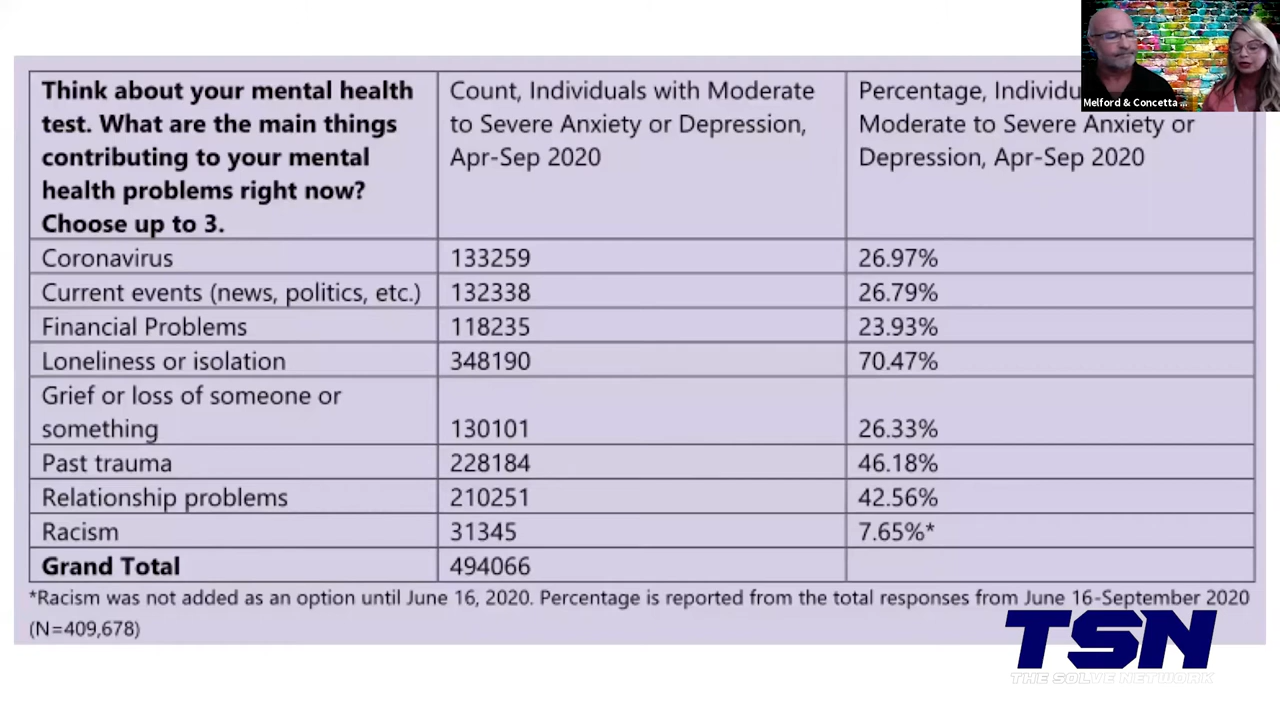 Think about your mental health
test. What are the main things
contributing to your mental
health problems right now?
Choose up to 3.
Count, Individuals with Moderate
to Severe Anxiety or Depression,
Apr-Sep 2020
Percentage,
Moderate to Severe Anxiety or
Depression, Apr-Sep 2020
Melford & Concetta ...
Coronavirus 133259 26.97%
Current events (news, politics, etc.) 132338 26.79%
Financial Problems 118235 23.93%
Loneliness or isolation 348190 70.47%
Grief or loss of someone or
something 130101 26.33%
Past trauma 228184 46.18%
Relationship problems 210251 42.56%
Racism 31345 7.65%*
Grand Total 494066
*Racism was not added as an option until June 16, 2020. Percentage is reported from the total responses from June 16-September 2020
(N=409,678)
TSN
THE SOLVE NETWORK